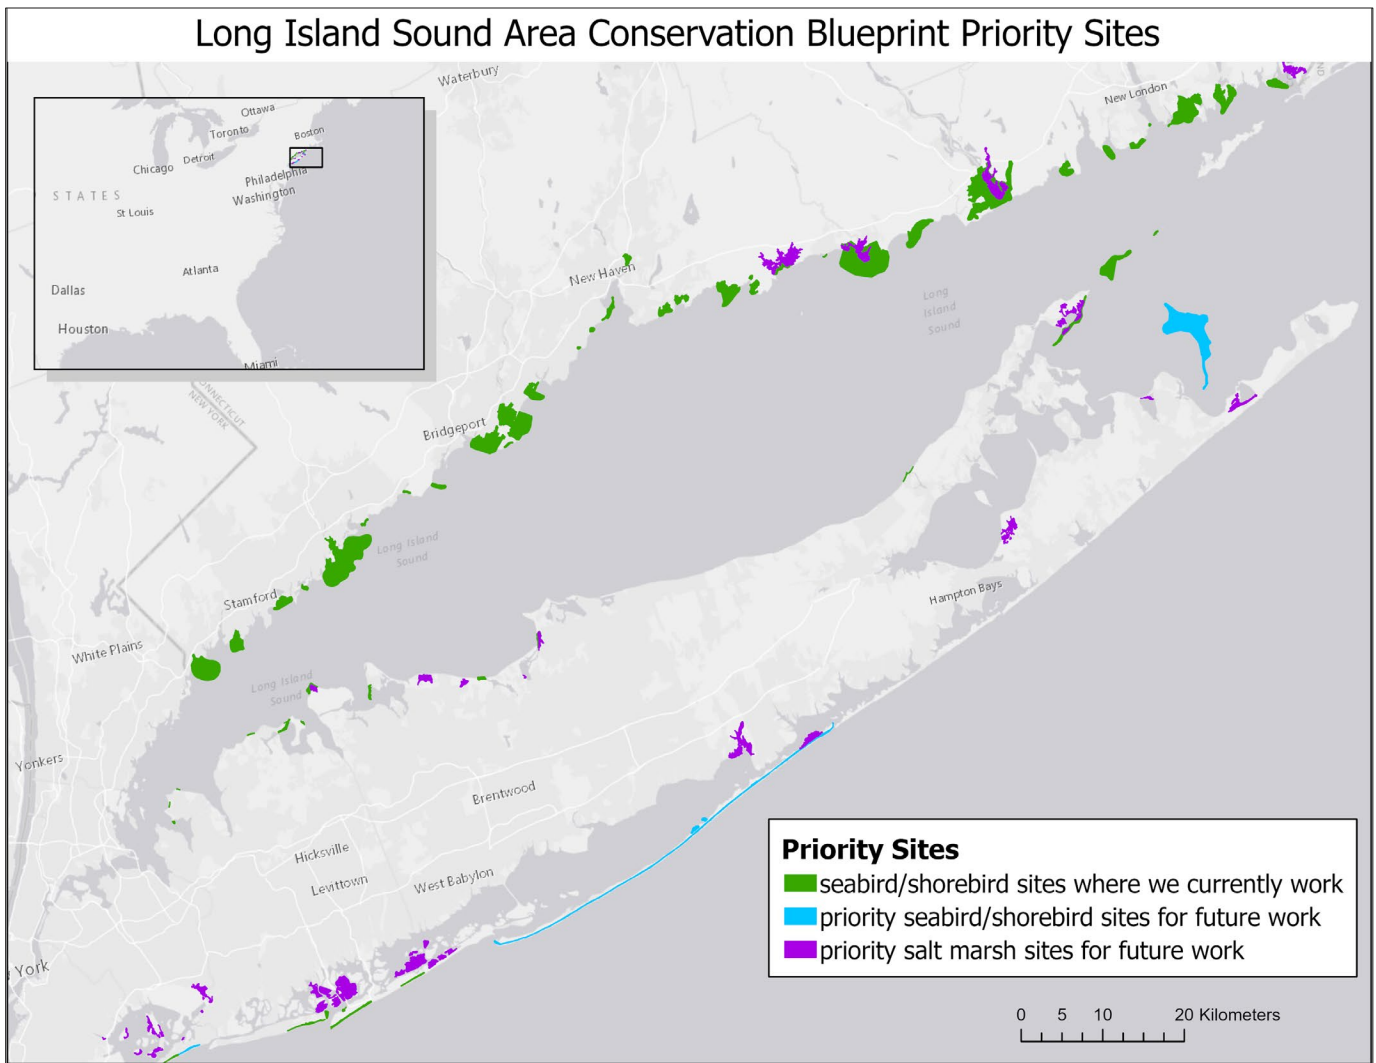 Long Island Sound Area Conservation Blueprint Priority Sites
Waterbury
New London
Ottawa
Toronto
Boston
Chicago
Detroit
Philadelphia
Washington
STATES
St Louis
Atlanta
Dallas
Houston
Miami
New Haven
Long
Island
Sound
CONNECTICUT
NEW YORK
Bridgeport
Long Island
Sound
Stamford
Hampton Bays
White Plains
Long Island
Sound
Yonkers
Brentwood
Hicksville
Levittown
West Babylon
York
Priority Sites
seabird/shorebird sites where we currently work
priority seabird/shorebird sites for future work
priority salt marsh sites for future work
0 5 10 20 Kilometers